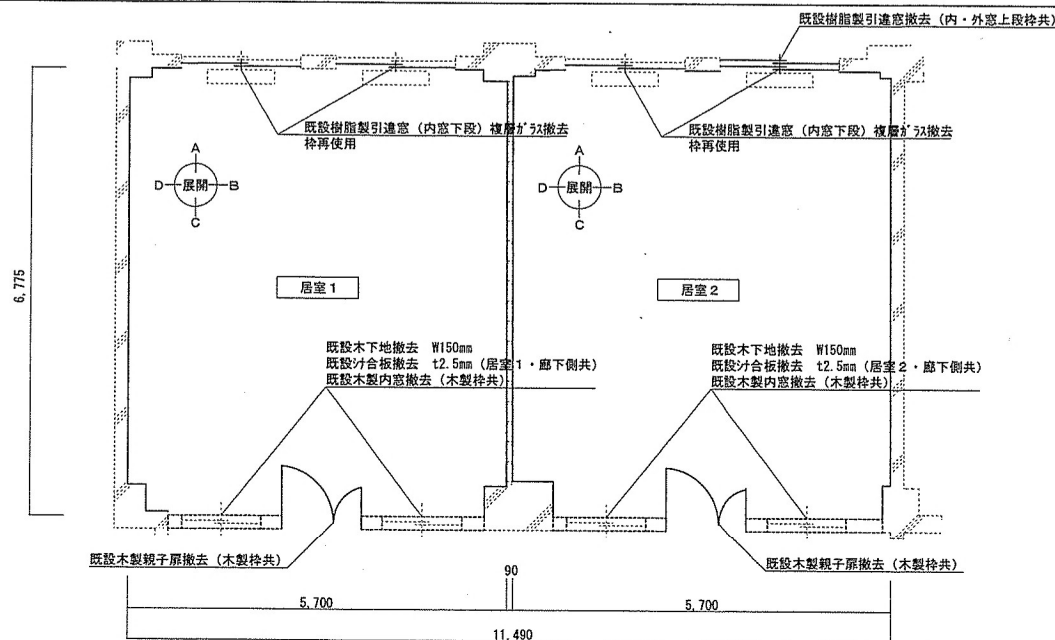 既設樹脂製引違窓撤去（内・外窓上段枠共）
既設樹脂製引違窓（内窓下段）複層ｶﾞﾗｽ撤去
枠再使用
既設樹脂製引違窓（内窓下段）複層ｶﾞﾗｽ撤去
枠再使用
A
D 展開 B
C
A
D 展開 B
C
6,775
居室１
居室２
既設木下地撤去 W150mm
既設ｼﾅ合板撤去 t2.5mm（居室１・廊下側共）
既設木製内窓撤去（木製枠共）
既設木下地撤去 W150mm
既設ｼﾅ合板撤去 t2.5mm（居室２・廊下側共）
既設木製内窓撤去（木製枠共）
既設木製親子扉撤去（木製枠共）
既設木製親子扉撤去（木製枠共）
90
5,700
5,700
11,490